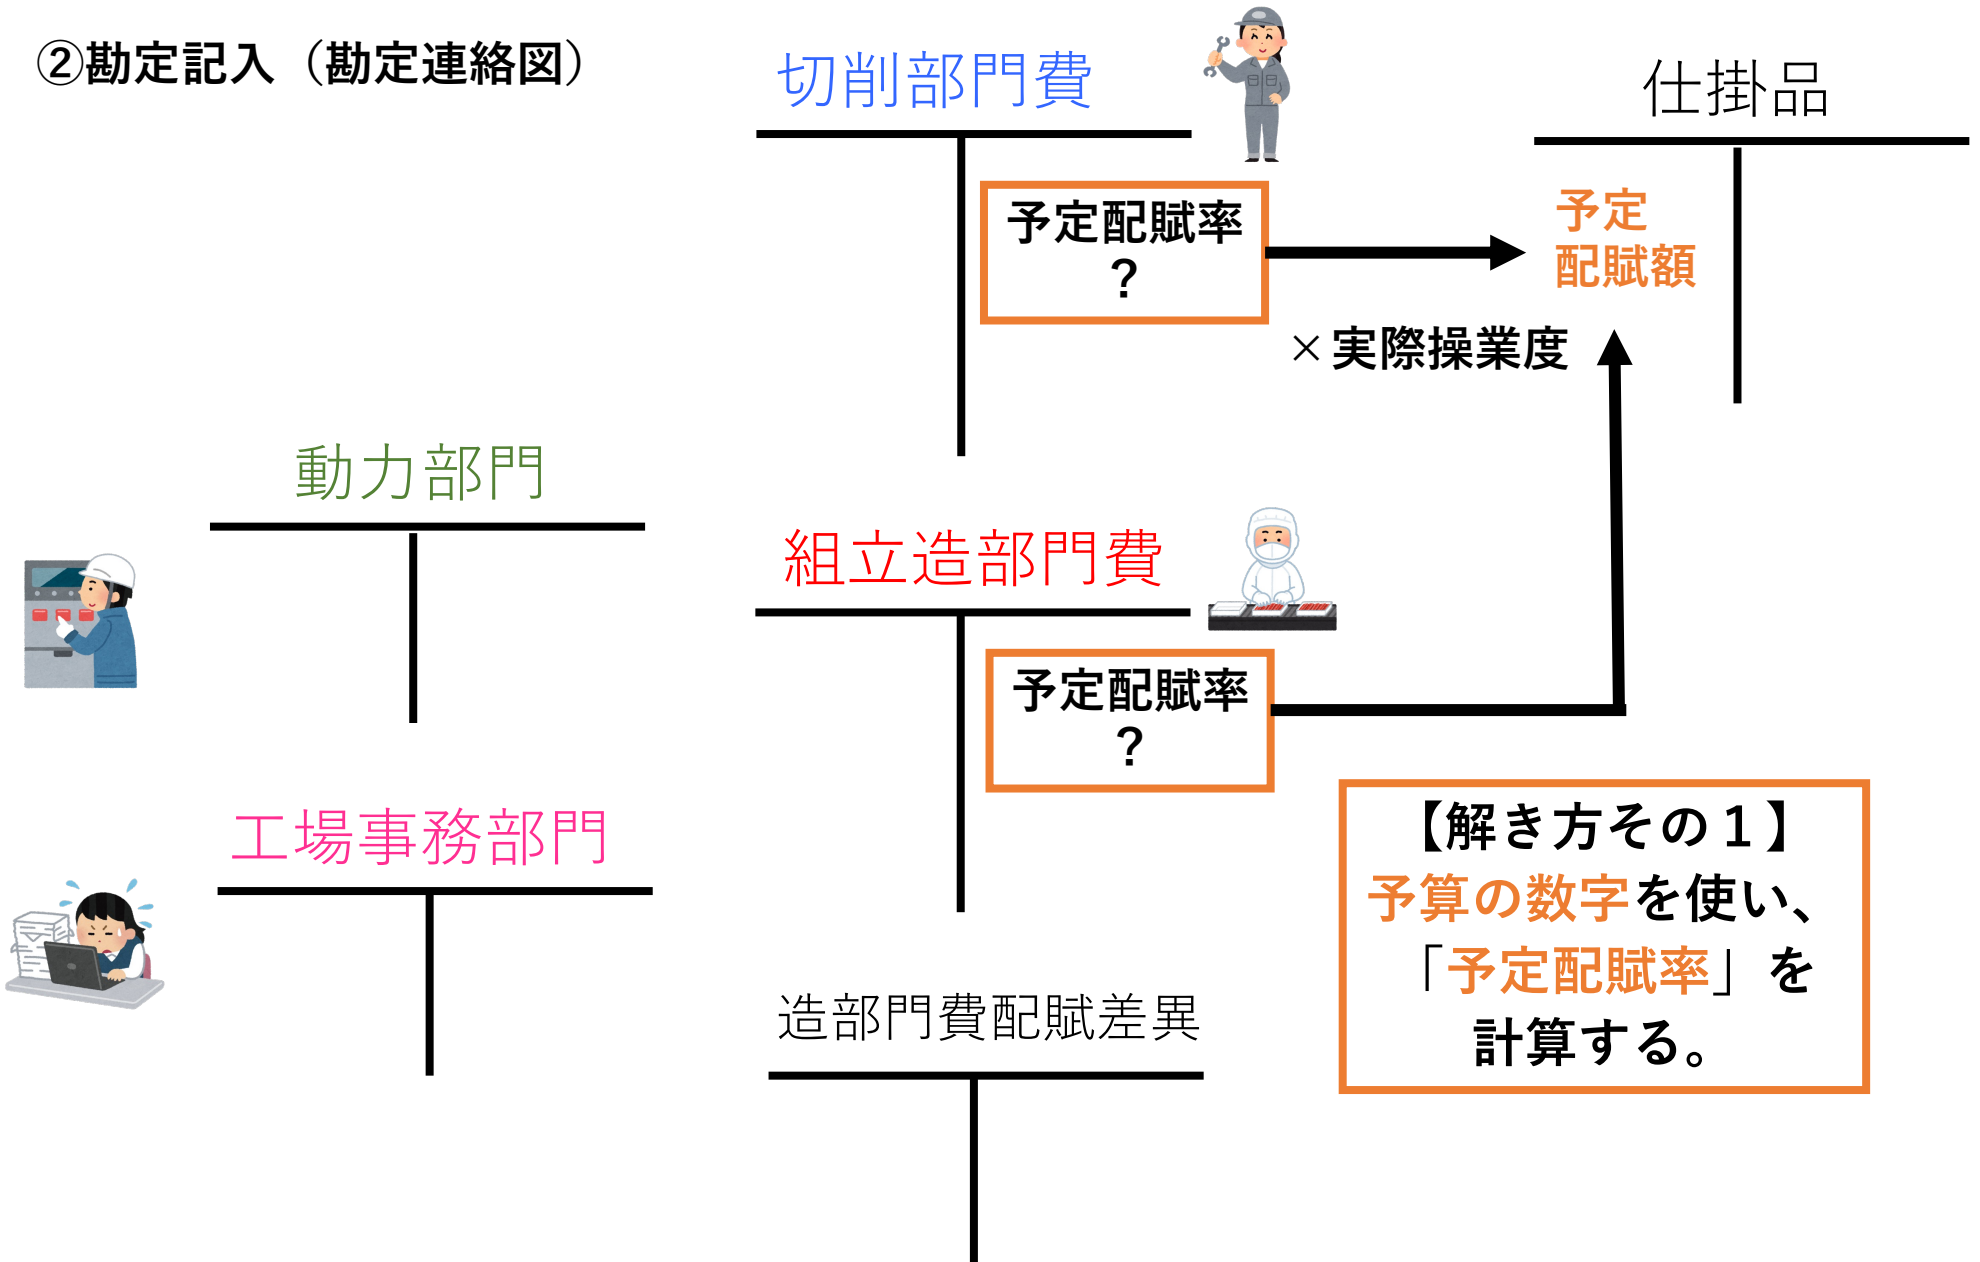 ②勘定記入（勘定連絡図）
切削部門費
仕掛品
予定配賦率
？
予定
配賦額
×実際操業度
動力部門
組立造部門費
予定配賦率
？
工場事務部門
【解き方その１】
予算の数字を使い、
「予定配賦率」を
計算する。
造部門費配賦差異